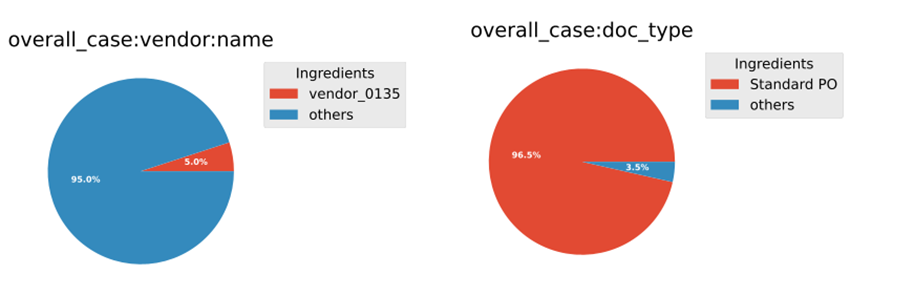 overall_case:vendor:name
Ingredients
vendor_0135
others
5.0%
95.0%
overall_case:doc_type
Ingredients
Standard PO
others
96.5%
3.5%